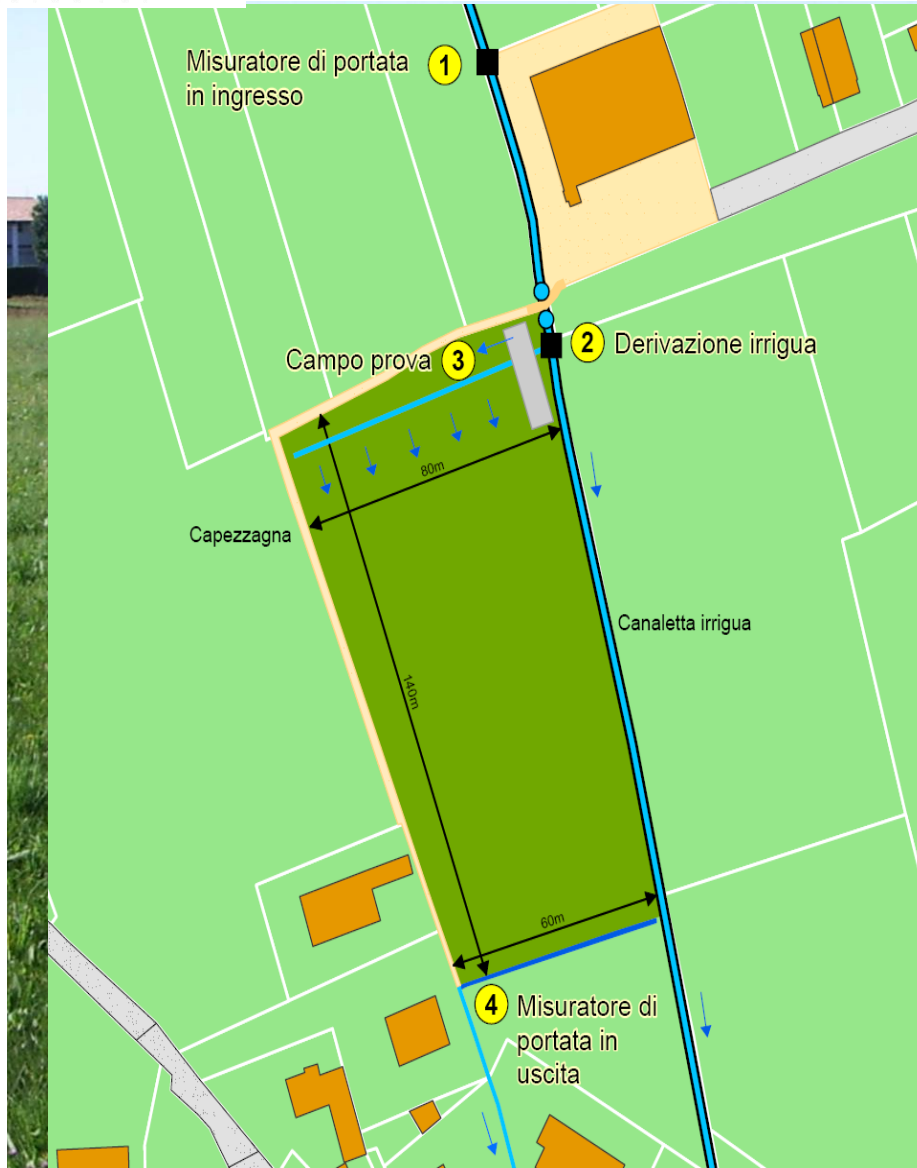 Misuratore di portata
in ingresso
1
2
Derivazione irrigua
Campo prova
3
80m
Capezzagna
Canaletta irrigua
140m
60m
4
Misuratore di
portata in
uscita